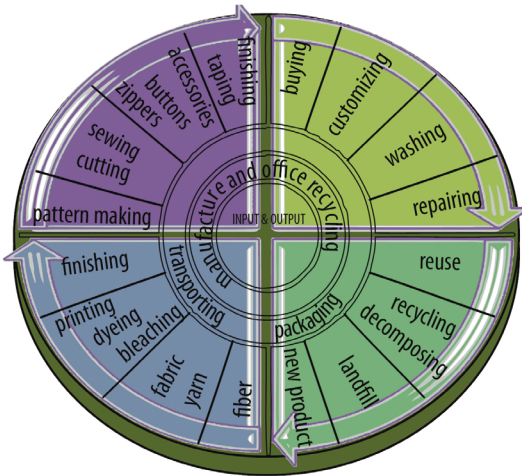 finishing
taping
accessories
buttons
zippers
sewing
cutting
pattern making
buying
customizing
washing
repairing
manufacture and office recycling
INPUT & OUTPUT
transporting
packaging
finishing
printing
dyeing
bleaching
fabric
yarn
fiber
reuse
recycling
decomposing
landfill
new product